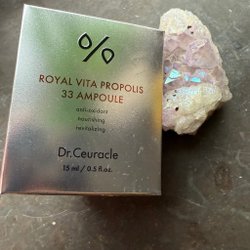 ROYAL VITA PROPOLIS
33 AMPOULE
anti-oxidant
nourishing
revitalizing
Dr.Ceuracle
15 ml / 0.5 fl.oz.